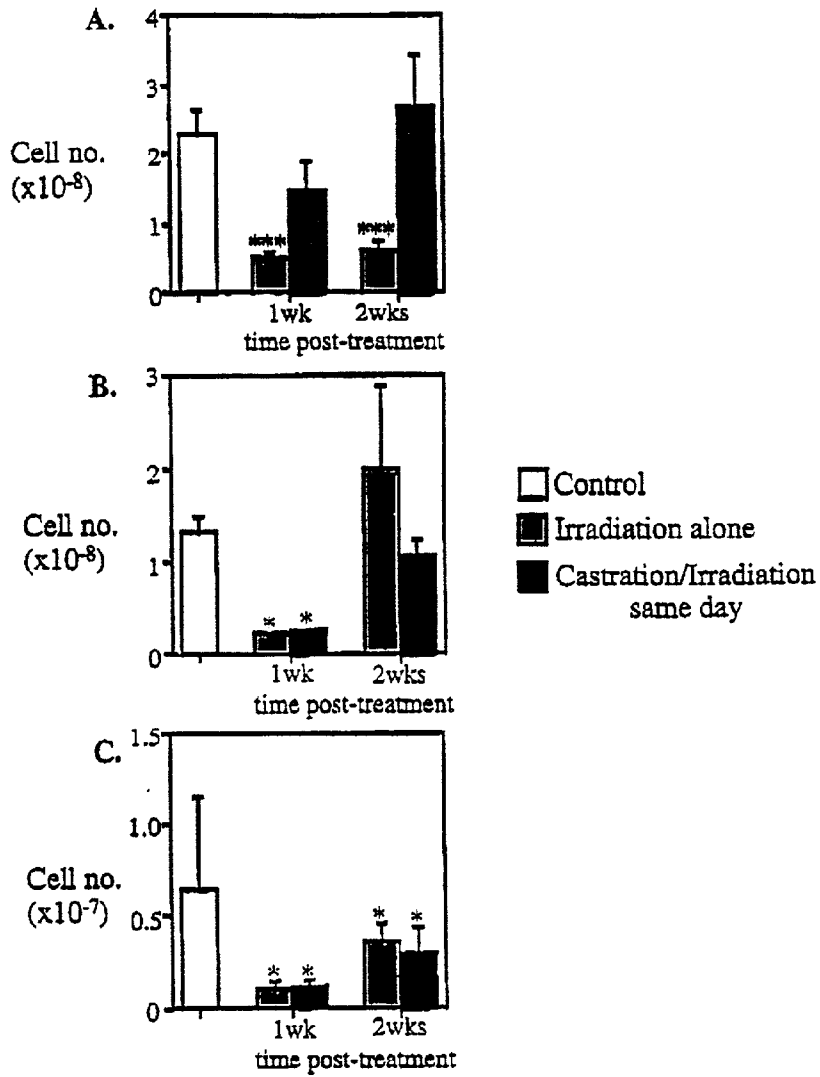 A.
4
3
2
1
0
Cell no.
(x10-8)
***
***
1wk
2wks
time post-treatment
B.
3
2
1
0
Cell no.
(x10-8)
*
*
1wk
2wks
time post-treatment
Control
Irradiation alone
Castration/Irradiation
same day
C.
1.5
1.0
0.5
0
Cell no.
(x10-7)
*
*
*
*
1wk
2wks
time post-treatment